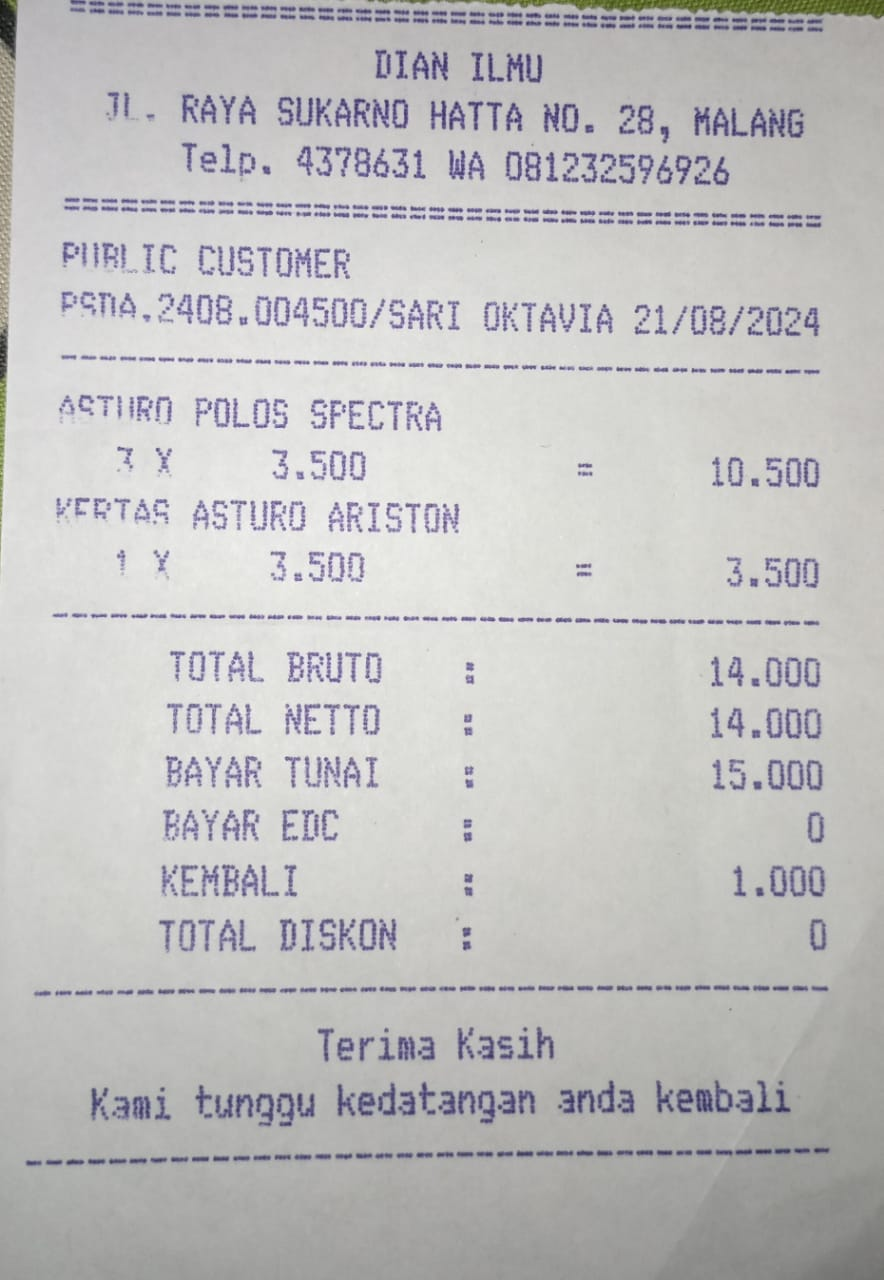 ================================================
DIAN ILMU
JL. RAYA SUKARNO HATTA NO. 28, MALANG
Telp. 4378631 WA 081232596926
================================================
PUBLIC CUSTOMER
PSDA.2408.004500/SARI OKTAVIA 21/08/2024
------------------------------------------------
ASTURO POLOS SPECTRA
3 X 3.500 = 10.500
KERTAS ASTURO ARISTON
1 X 3.500 = 3.500
------------------------------------------------
TOTAL BRUTO : 14.000
TOTAL NETTO : 14.000
BAYAR TUNAI : 15.000
BAYAR EDC : 0
KEMBALI : 1.000
TOTAL DISKON : 0
------------------------------------------------
Terima Kasih
Kami tunggu kedatangan anda kembali
------------------------------------------------